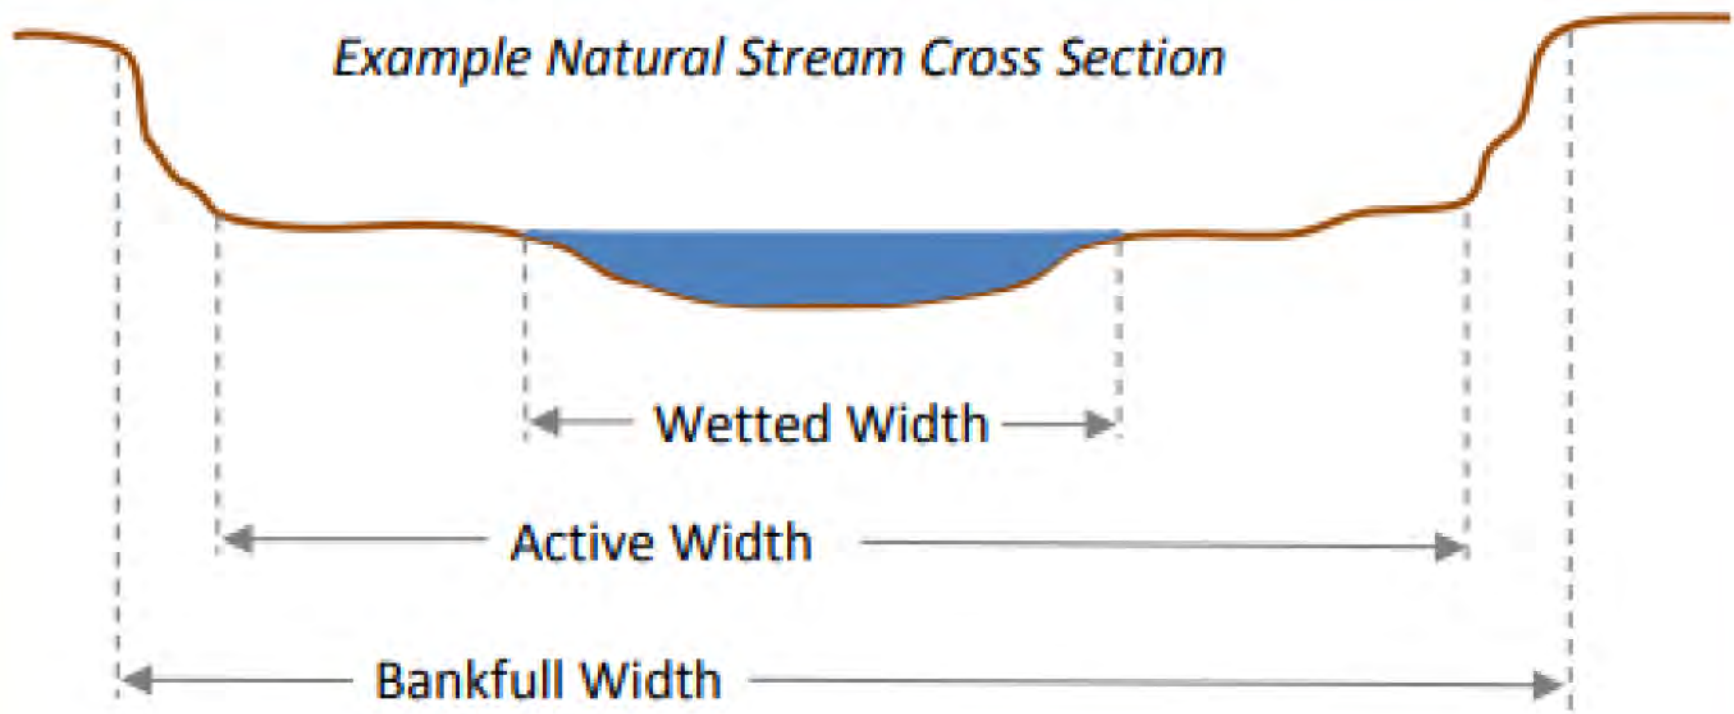 Example Natural Stream Cross Section
Wetted Width
Active Width
Bankfull Width